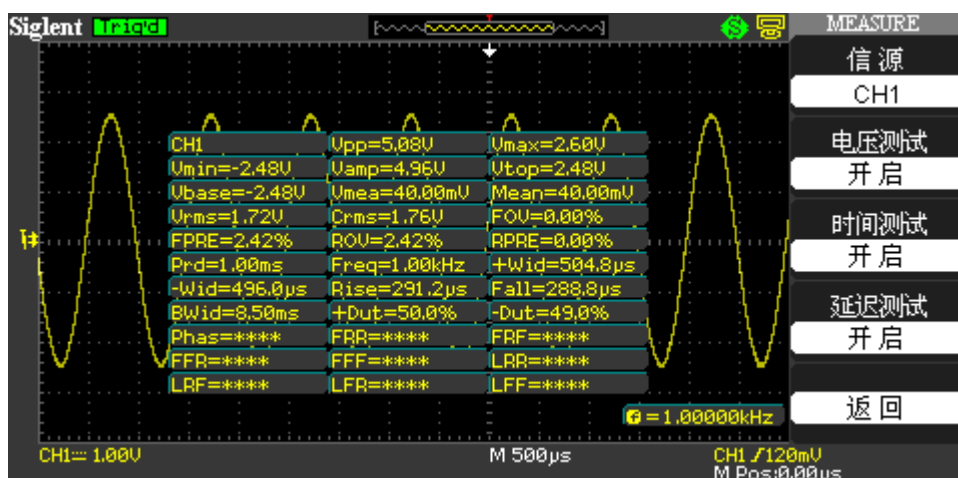 Siglent Trig'd MEASURE
信源
CH1
电压测试
开启
时间测试
开启
延迟测试
开启
返回
CH1 Vpp=5.08V Vmax=2.60V
Vmin=-2.48V Vamp=4.96V Vtop=2.48V
Vbase=-2.48V Vmea=40.00mV Mean=40.00mV
Vrms=1.72V Crms=1.76V FOV=0.00%
FPRE=2.42% ROV=2.42% RPRE=0.00%
Prd=1.00ms Freq=1.00kHz +Wid=504.8µs
-Wid=496.0µs Rise=291.2µs Fall=288.8µs
BWid=8.50ms +Dut=50.0% -Dut=49.0%
Phas=**** FRR=**** FRF=****
FFR=**** FFF=**** LRR=****
LRF=**** LFR=**** LFF=****
f=1.00000kHz
CH1 1.00V M 500µs CH1 /120mV
M Pos:0.00µs